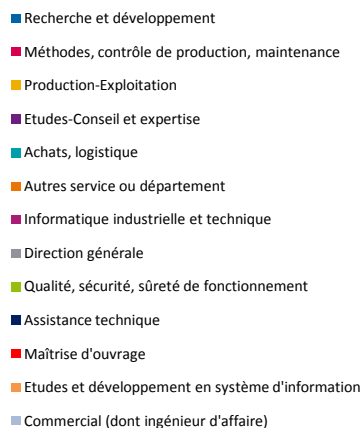 Recherche et développement
Méthodes, contrôle de production, maintenance
Production-Exploitation
Etudes-Conseil et expertise
Achats, logistique
Autres service ou département
Informatique industrielle et technique
Direction générale
Qualité, sécurité, sûreté de fonctionnement
Assistance technique
Maîtrise d'ouvrage
Etudes et développement en système d'information
Commercial (dont ingénieur d'affaire)